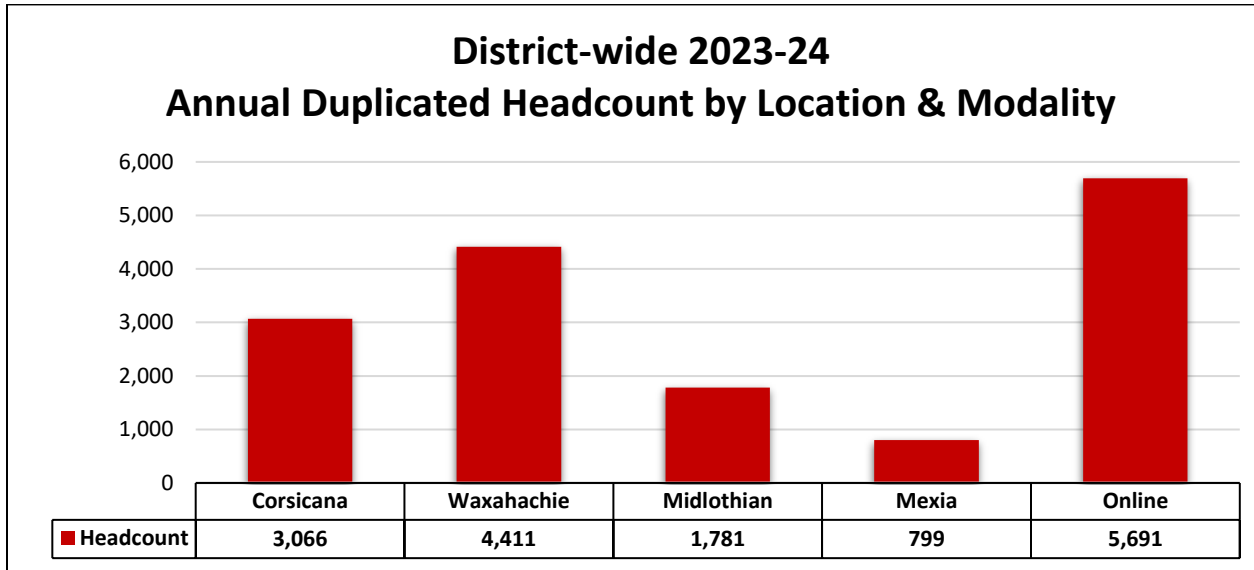 District-wide 2023-24
Annual Duplicated Headcount by Location & Modality
6,000
5,000
4,000
3,000
2,000
1,000
0
Corsicana Waxahachie Midlothian Mexia Online
Headcount 3,066 4,411 1,781 799 5,691